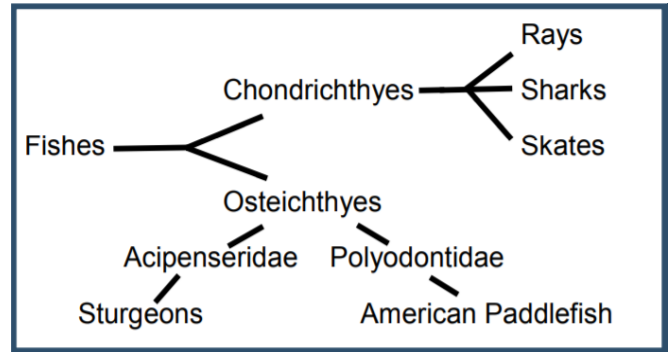 Rays
Chondrichthyes
Sharks
Fishes
Skates
Osteichthyes
Acipenseridae
Polyodontidae
Sturgeons
American Paddlefish